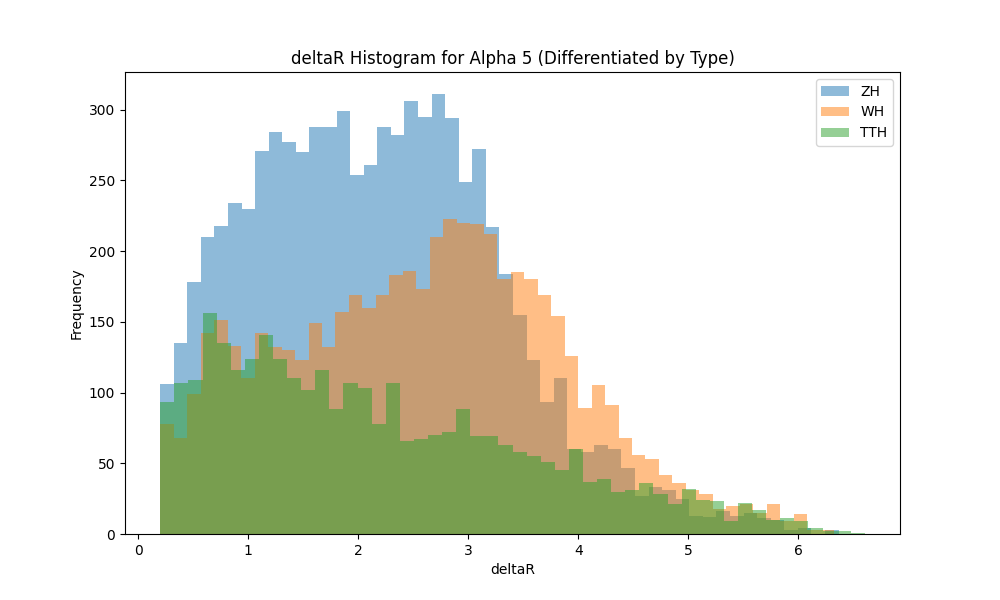 deltaR Histogram for Alpha 5 (Differentiated by Type)
ZH
WH
TTH
Frequency
300
250
200
150
100
50
0
0 1 2 3 4 5 6
deltaR